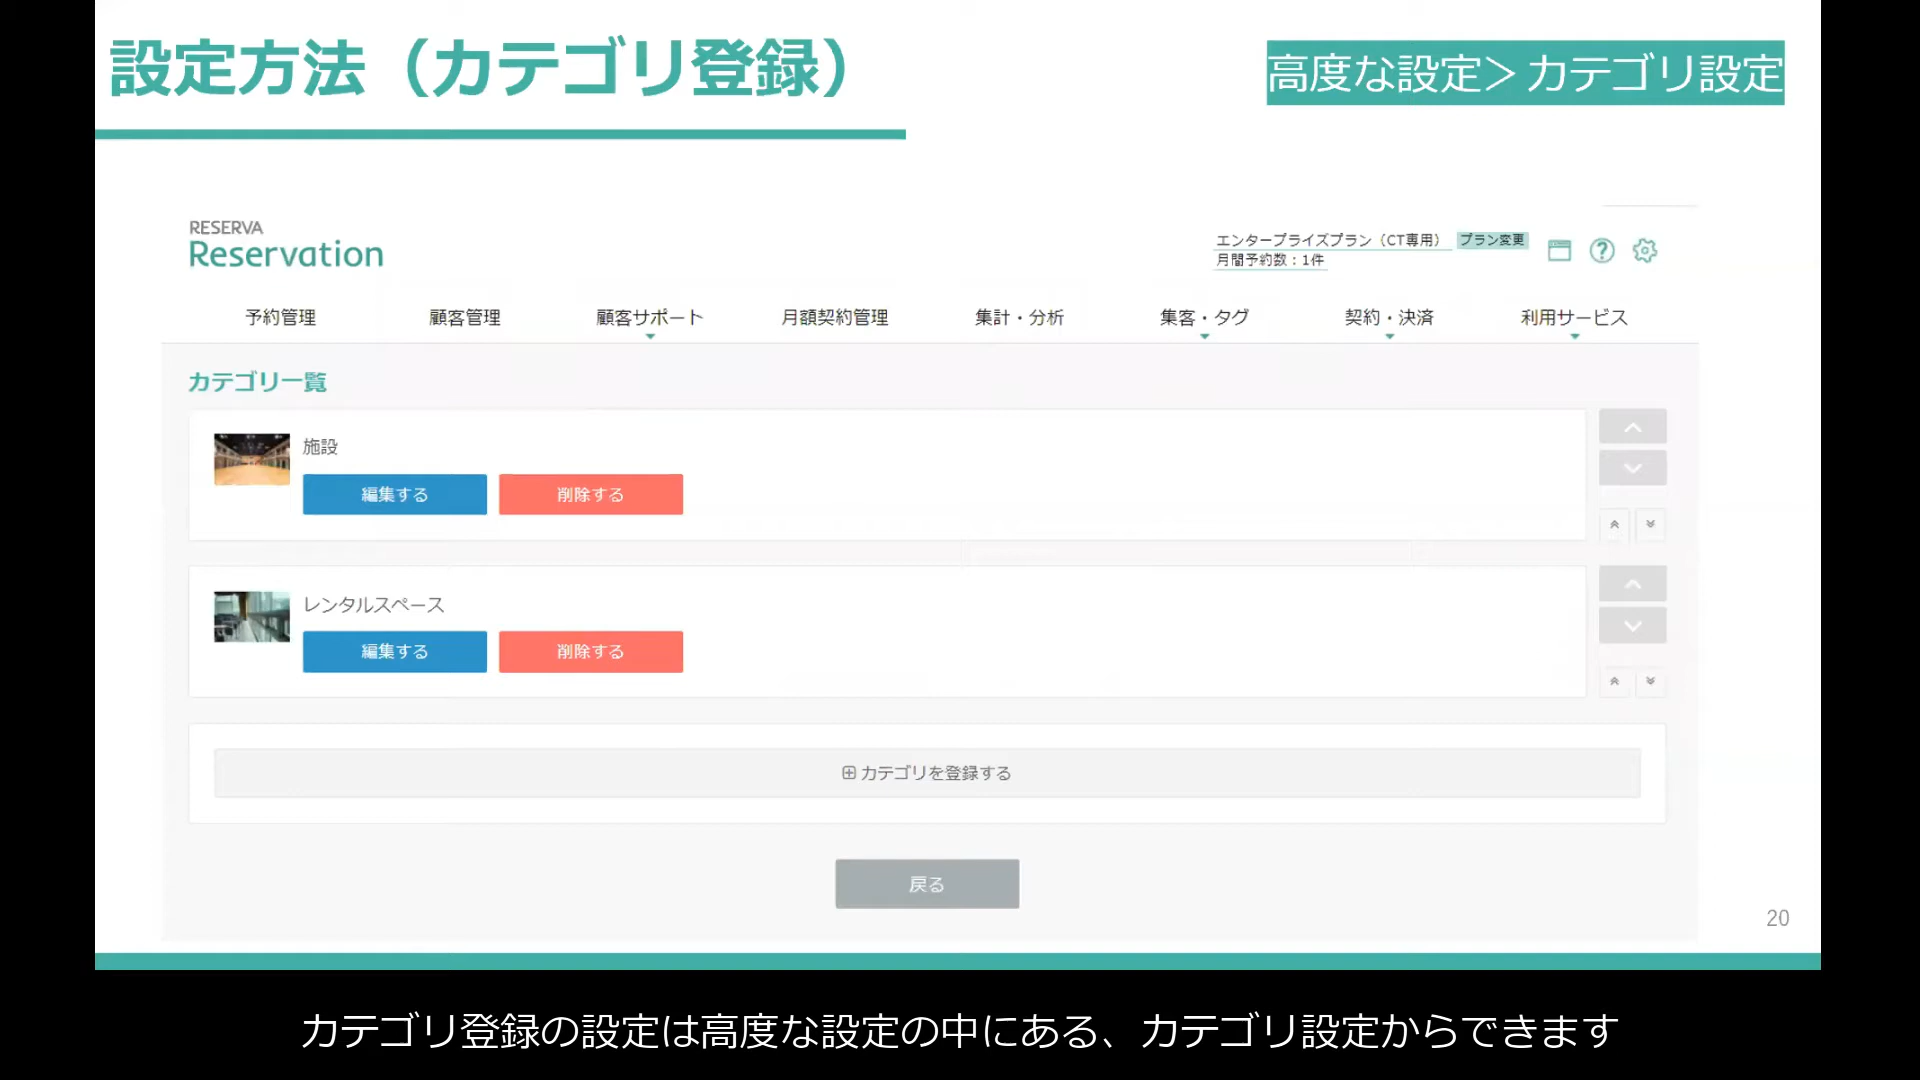 設定方法（カテゴリ登録）
高度な設定＞カテゴリ設定
RESERVA
Reservation
エンタープライズプラン（CT専用） プラン変更
月間予約数：1件
予約管理 顧客管理 顧客サポート 月額契約管理 集計・分析 集客・タグ 契約・決済 利用サービス
カテゴリ一覧
施設
編集する 削除する
レンタルスペース
編集する 削除する
カテゴリを登録する
戻る
20
カテゴリ登録の設定は高度な設定の中にある、カテゴリ設定からできます